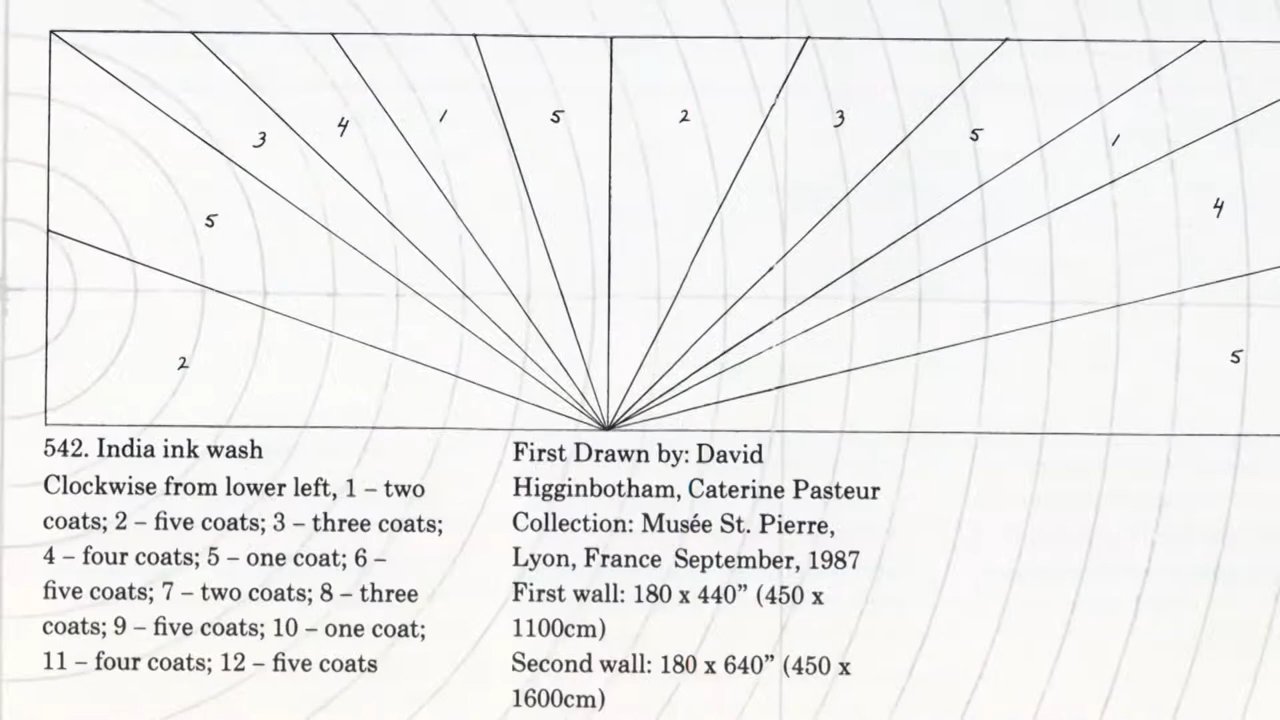 3
4
1
5
2
3
5
1
4
5
2
5
542. India ink wash
Clockwise from lower left, 1 – two
coats; 2 – five coats; 3 – three coats;
4 – four coats; 5 – one coat; 6 –
five coats; 7 – two coats; 8 – three
coats; 9 – five coats; 10 – one coat;
11 – four coats; 12 – five coats
First Drawn by: David
Higginbotham, Caterine Pasteur
Collection: Musée St. Pierre,
Lyon, France September, 1987
First wall: 180 x 440” (450 x
1100cm)
Second wall: 180 x 640” (450 x
1600cm)